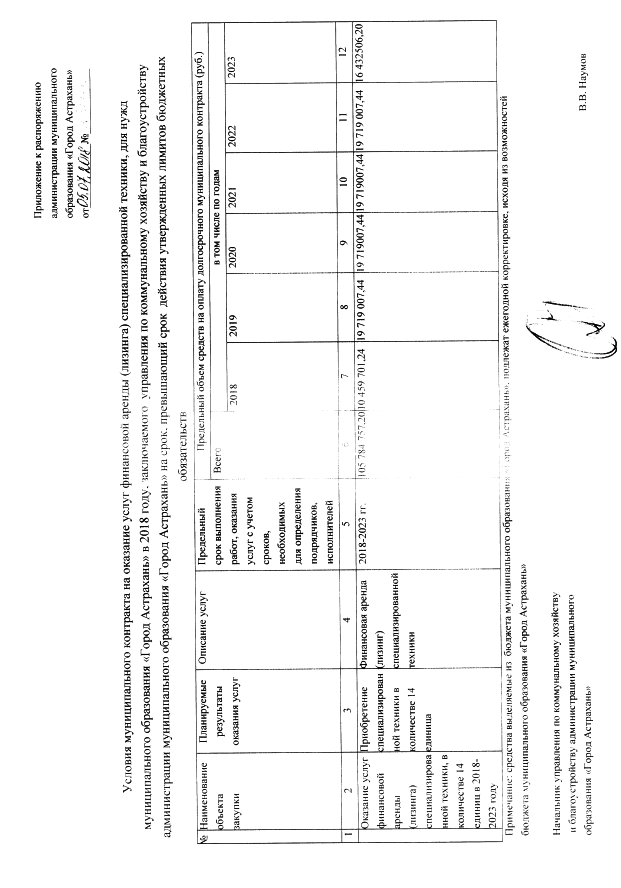 Приложение к распоряжению
администрации муниципального
образования «Город Астрахань»
от 05.07.2018 №
Условия муниципального контракта на оказание услуг финансовой аренды (лизинга) специализированной техники, для нужд
муниципального образования «Город Астрахань» в 2018 году, заключаемого управления по коммунальному хозяйству и благоустройству
администрации муниципального образования «Город Астрахань» на срок, превышающий срок действия утвержденных лимитов бюджетных
обязательств
№
Наименование
объекта
закупки
Планируемые
результаты
оказания услуг
Описание услуг
Предельный
срок выполнения
работ, оказания
услуг с учетом
сроков,
необходимых
для определения
подрядчиков,
исполнителей
Предельный объем средств на оплату долгосрочного муниципального контракта (руб.)
Всего
в том числе по годам
2018 2019 2020 2021 2022 2023
1 2 3 4 5 6 7 8 9 10 11 12
Оказание услуг
финансовой
аренды
(лизинга)
специализирова
нной техники, в
количестве 14
единиц в 2018-
2023 году
Приобретение
специализирован
ной техники в
количестве 14
единица
Финансовая аренда
(лизинг)
специализированной
техники
2018-2023 гг.
105 784 757,20 10 459 701,24 19 719 007,44 19 719007,44 19 719007,44 19 719 007,44 16 432506,20
Примечание: средства выделяемые из бюджета муниципального образования «Город Астрахань», подлежат ежегодной корректировке, исходя из возможностей
бюджета муниципального образования «Город Астрахань»
Начальник управления по коммунальному хозяйству
и благоустройству администрации муниципального
образования «Город Астрахань»
В.В. Наумов